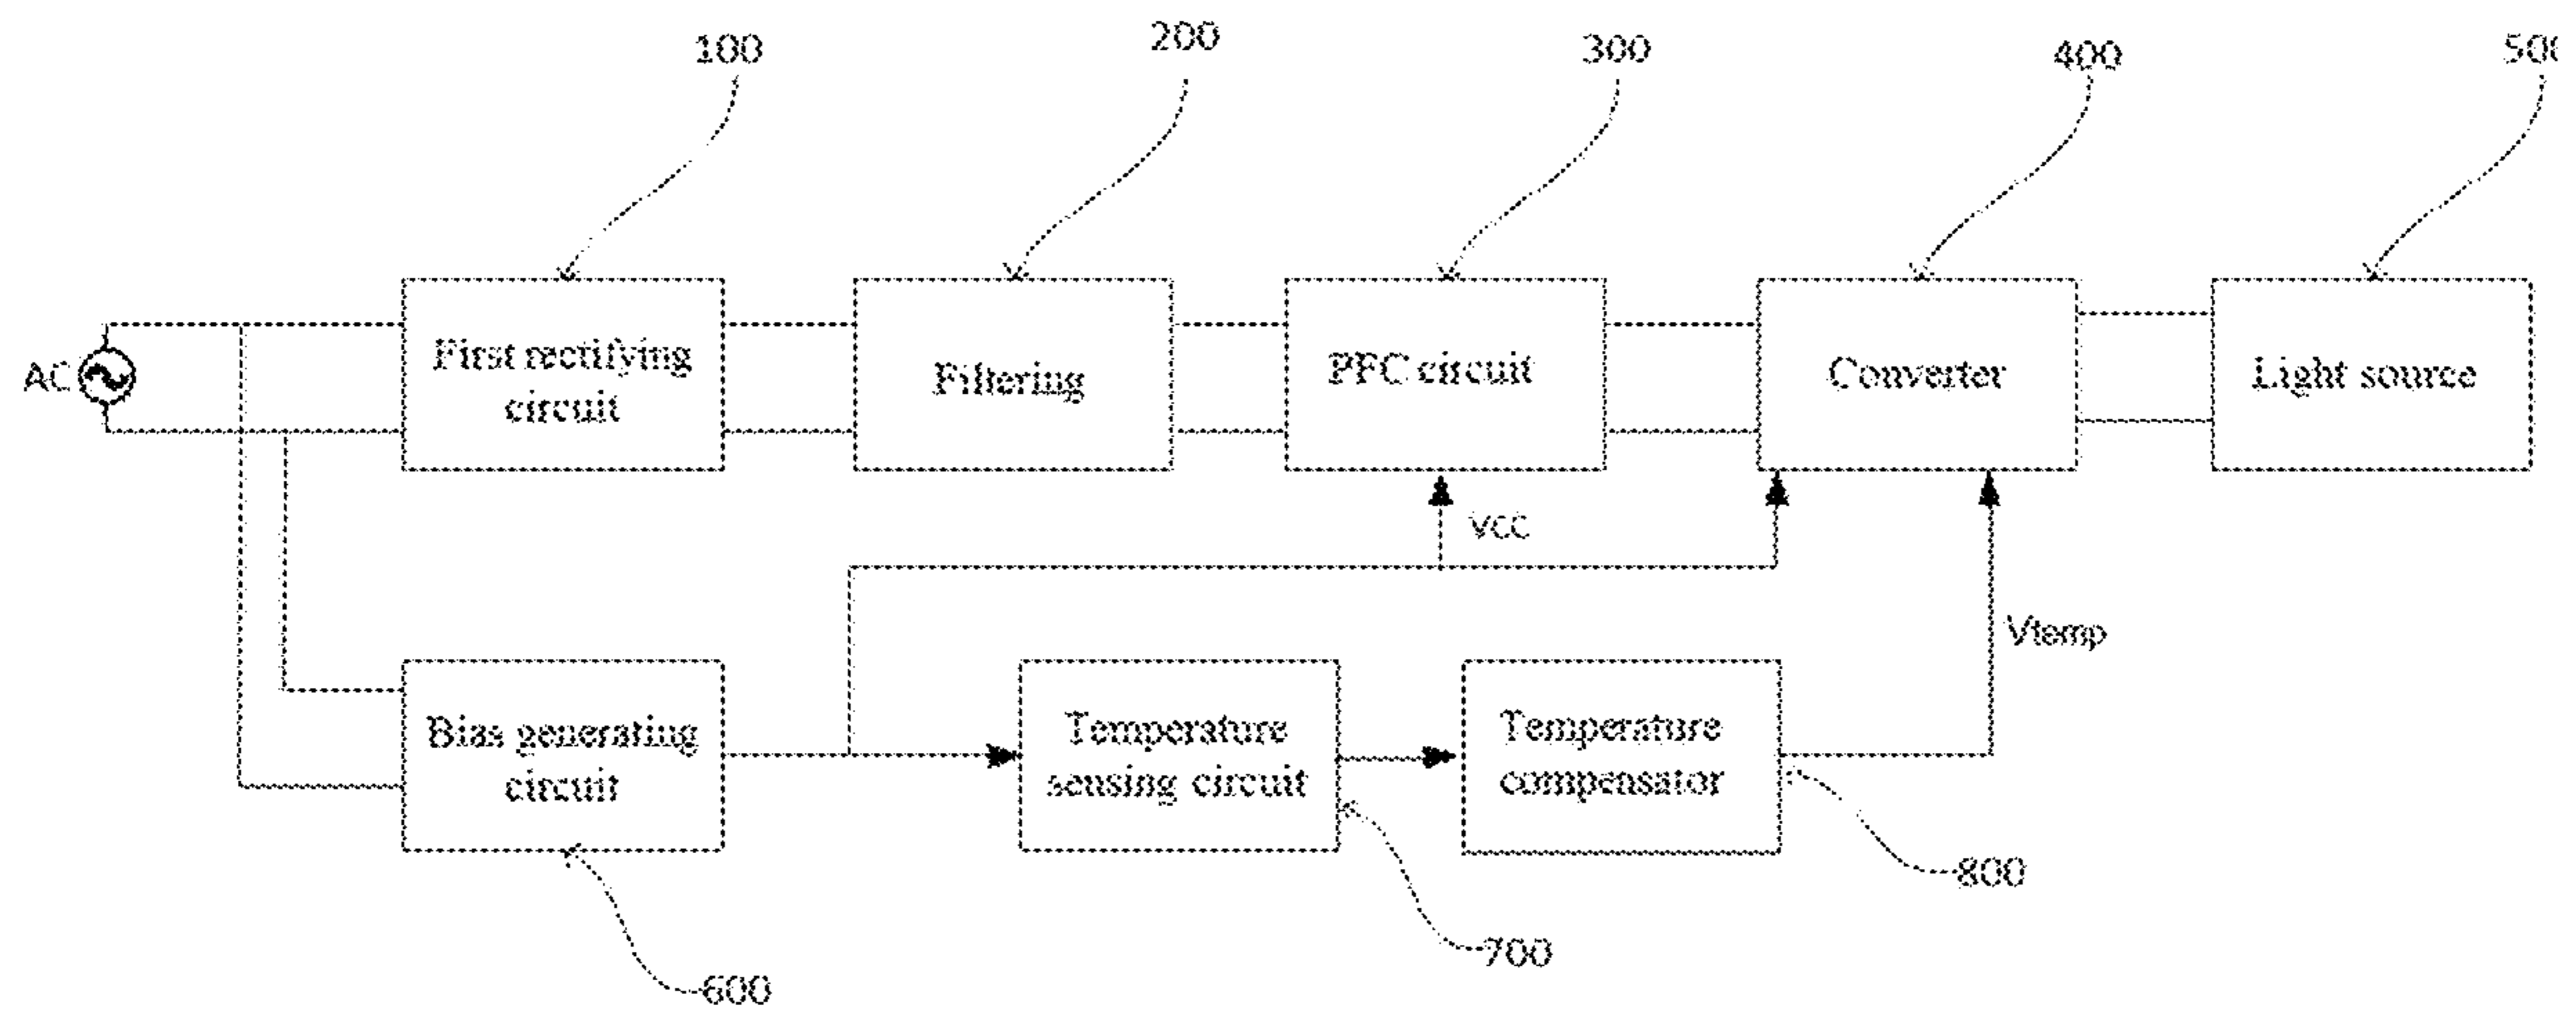 100
200
300
400
AC
First rectifying
circuit
Filtering
PFC circuit
Converter
Light source
VCC
Vtemp
Bias generating
circuit
Temperature
sensing circuit
Temperature
compensator
800
700
600